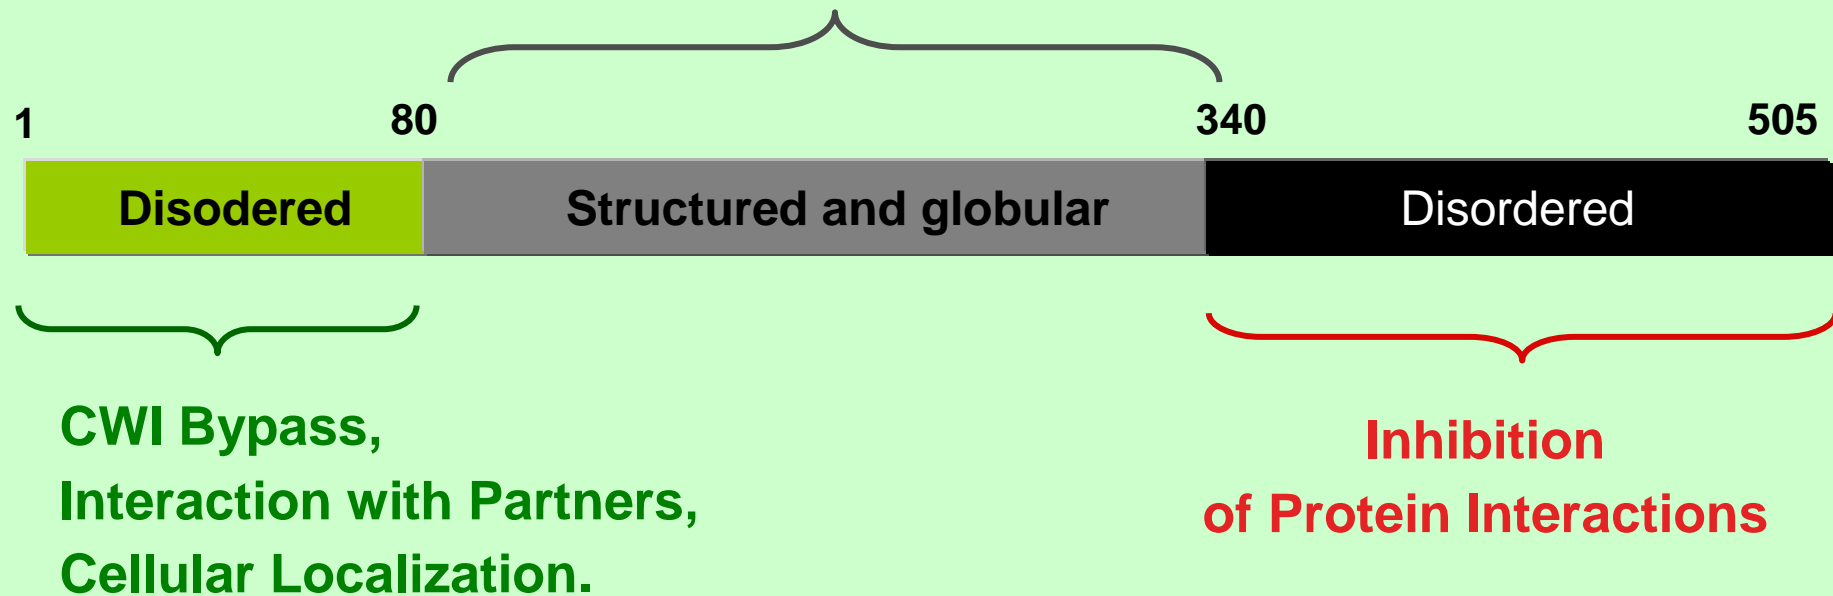 1
80
340
505
Disodered
Structured and globular
Disordered
CWI Bypass,
Interaction with Partners,
Cellular Localization.
Inhibition
of Protein Interactions